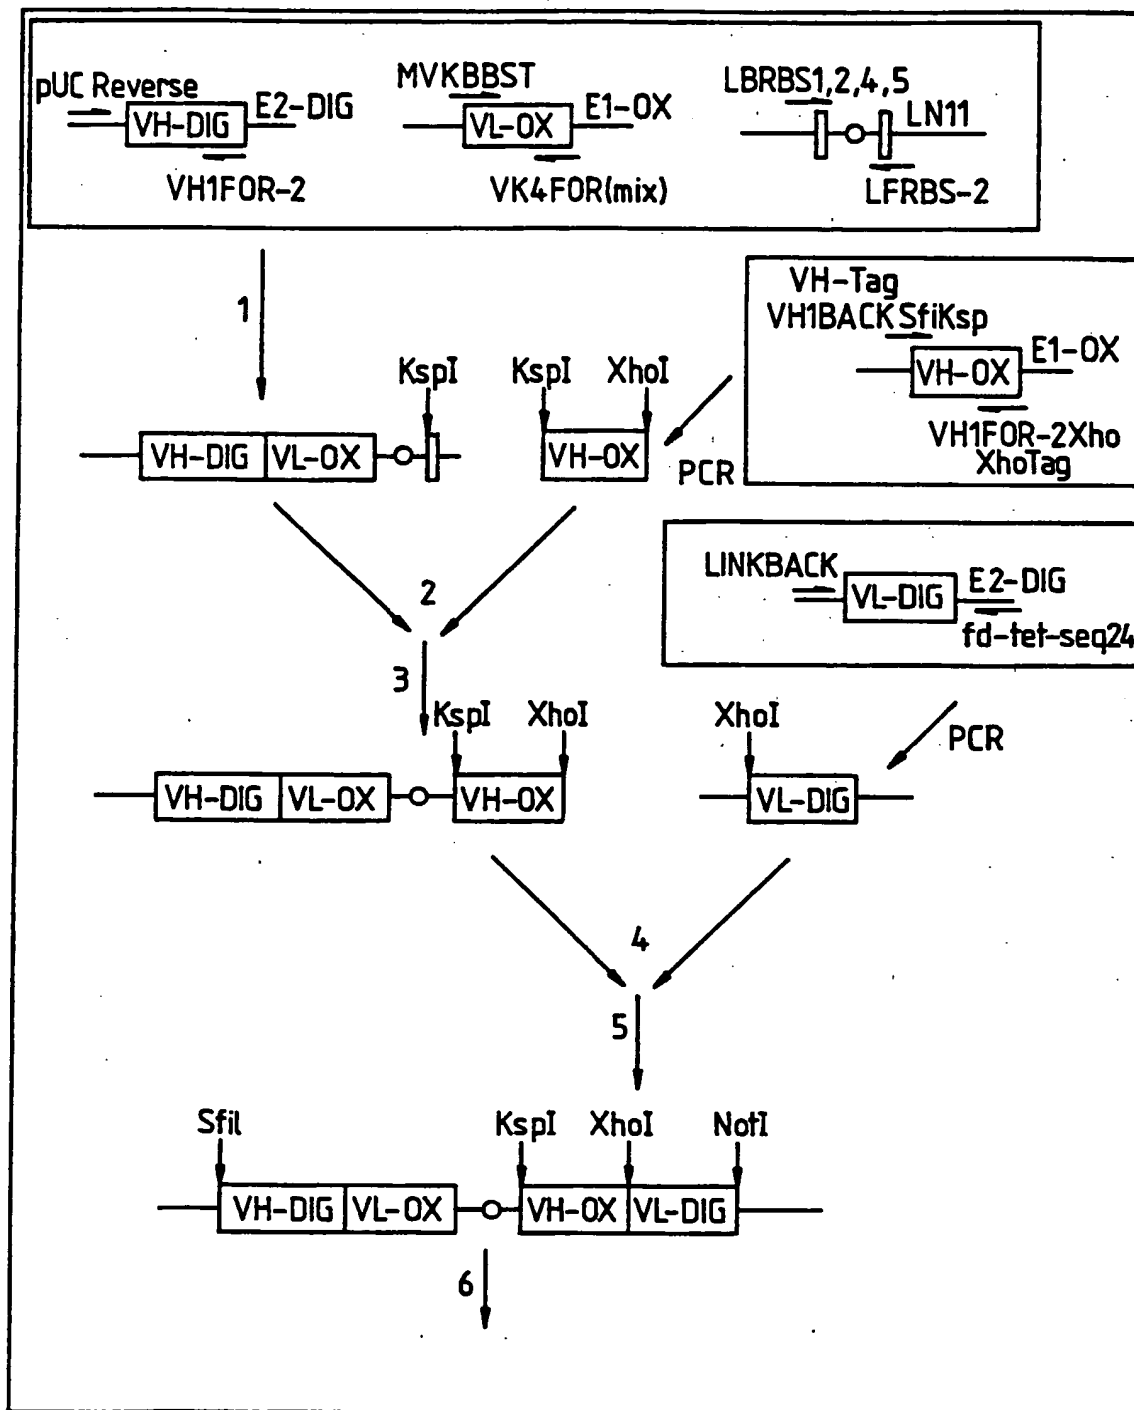 pUC Reverse
VH-DIG
E2-DIG
VH1FOR-2
MVKBBST
VL-OX
E1-OX
VK4FOR(mix)
LBRBS1,2,4,5
LN11
LFRBS-2
1
VH-Tag
VH1BACKSfiKsp
E1-OX
VH-OX
VH1FOR-2Xho
XhoTag
PCR
KspI
VH-DIG VL-OX
KspI XhoI
VH-OX
2
LINKBACK
VL-DIG
E2-DIG
fd-tet-seq24
PCR
3
KspI XhoI
VH-DIG VL-OX VH-OX
XhoI
VL-DIG
4
5
SfiI KspI XhoI NotI
VH-DIG VL-OX VH-OX VL-DIG
6